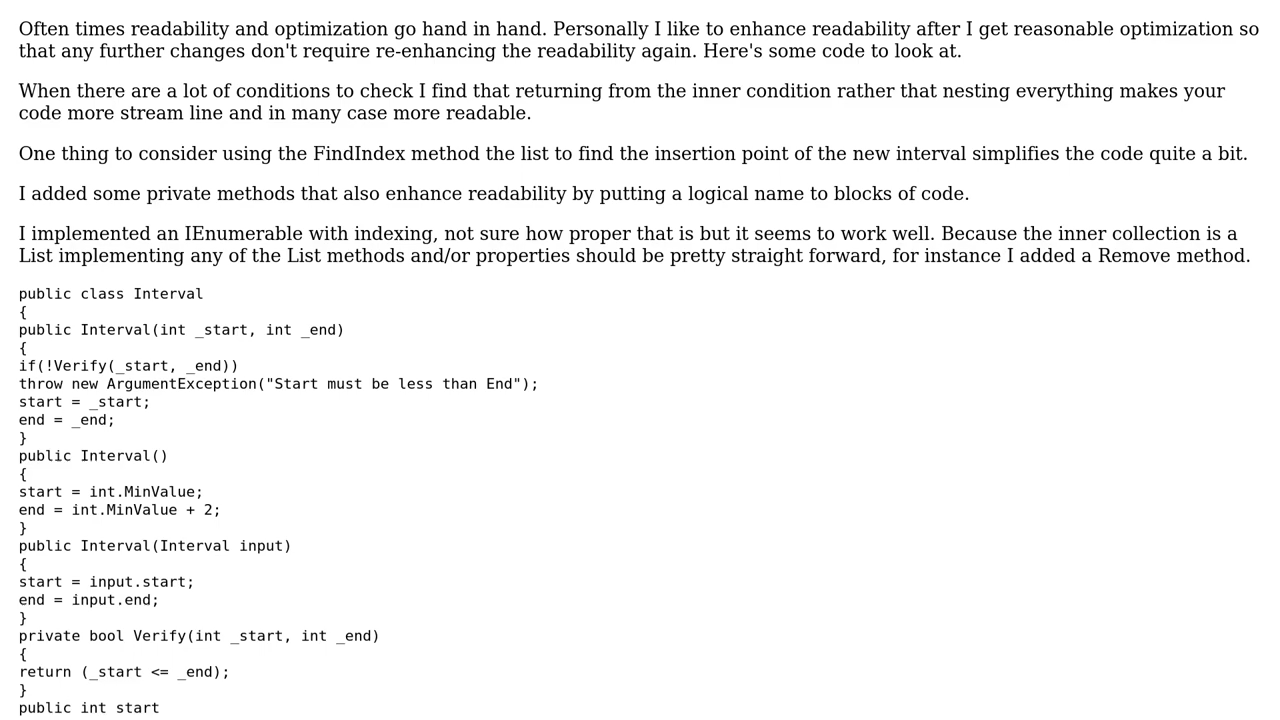 Often times readability and optimization go hand in hand. Personally I like to enhance readability after I get reasonable optimization so
that any further changes don't require re-enhancing the readability again. Here's some code to look at.
When there are a lot of conditions to check I find that returning from the inner condition rather that nesting everything makes your
code more stream line and in many case more readable.
One thing to consider using the FindIndex method the list to find the insertion point of the new interval simplifies the code quite a bit.
I added some private methods that also enhance readability by putting a logical name to blocks of code.
I implemented an IEnumerable with indexing, not sure how proper that is but it seems to work well. Because the inner collection is a
List implementing any of the List methods and/or properties should be pretty straight forward, for instance I added a Remove method.
public class Interval
{
public Interval(int _start, int _end)
{
if(!Verify(_start, _end))
throw new ArgumentException("Start must be less than End");
start = _start;
end = _end;
}
public Interval()
{
start = int.MinValue;
end = int.MinValue + 2;
}
public Interval(Interval input)
{
start = input.start;
end = input.end;
}
private bool Verify(int _start, int _end)
{
return (_start <= _end);
}
public int start